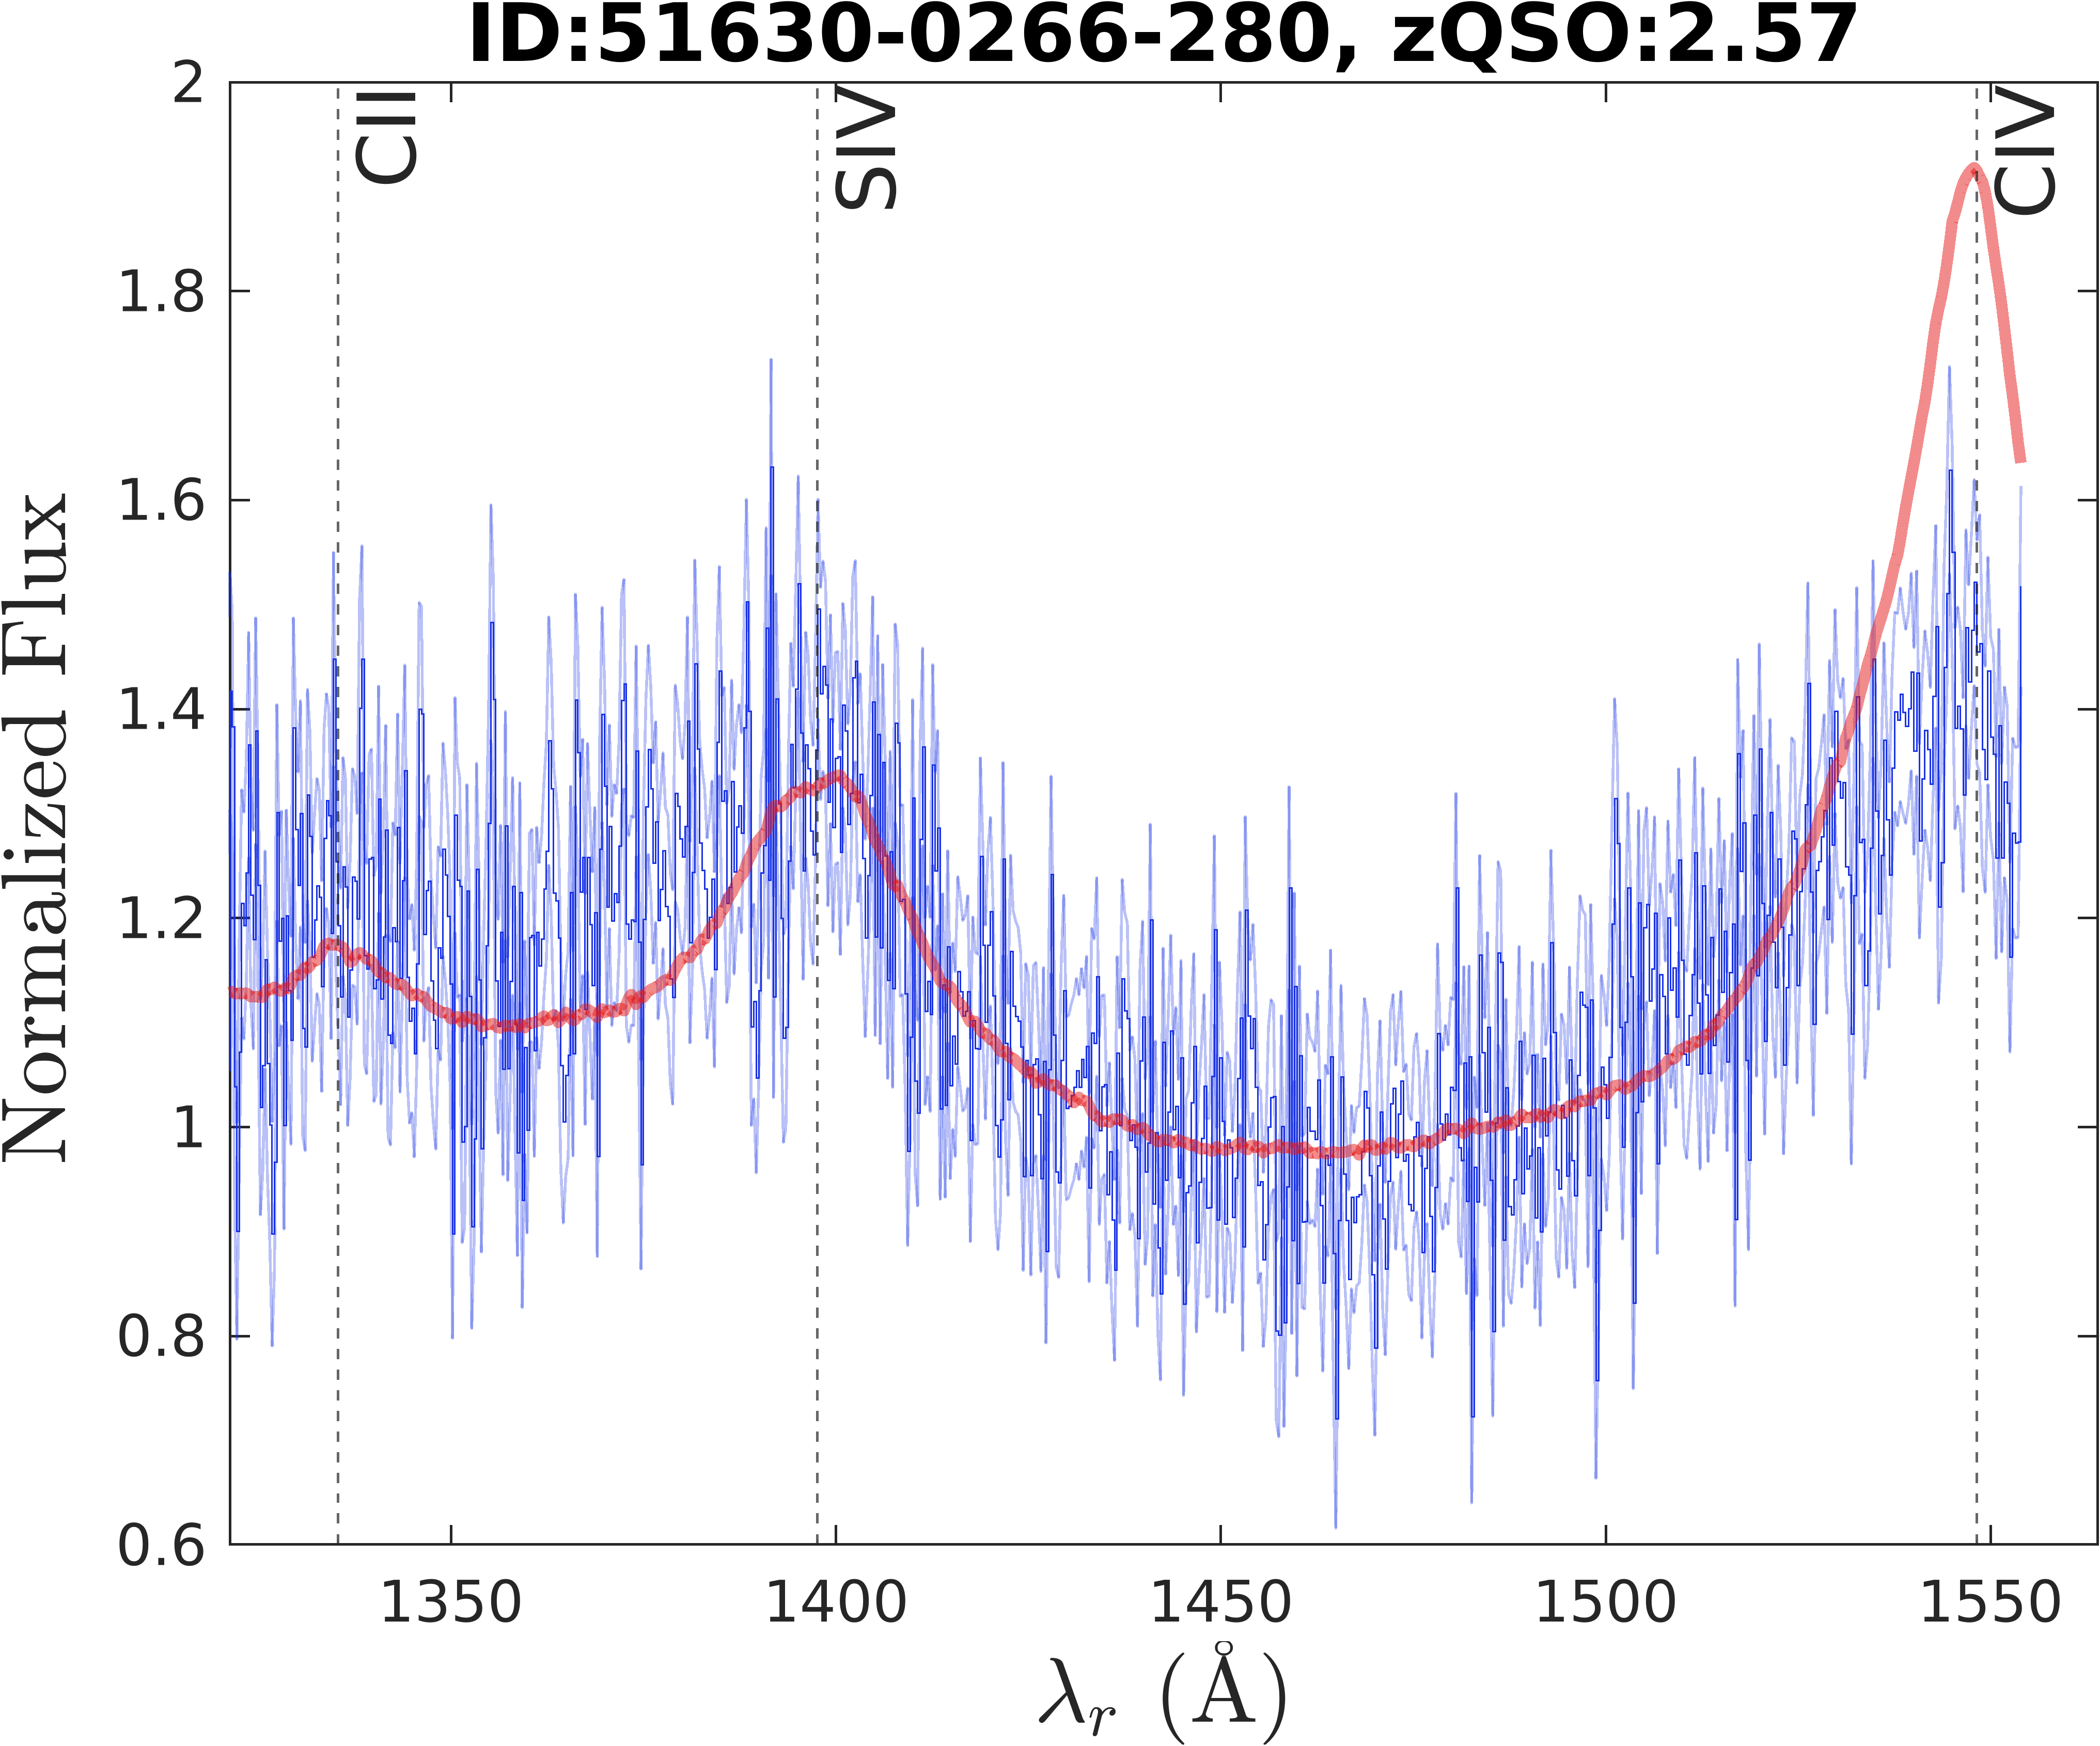 ID:51630-0266-280, zQSO:2.57
CII
SIV
CIV
Normalized Flux
2
1.8
1.6
1.4
1.2
1
0.8
0.6
1350
1400
1450
1500
1550
λr (Å)